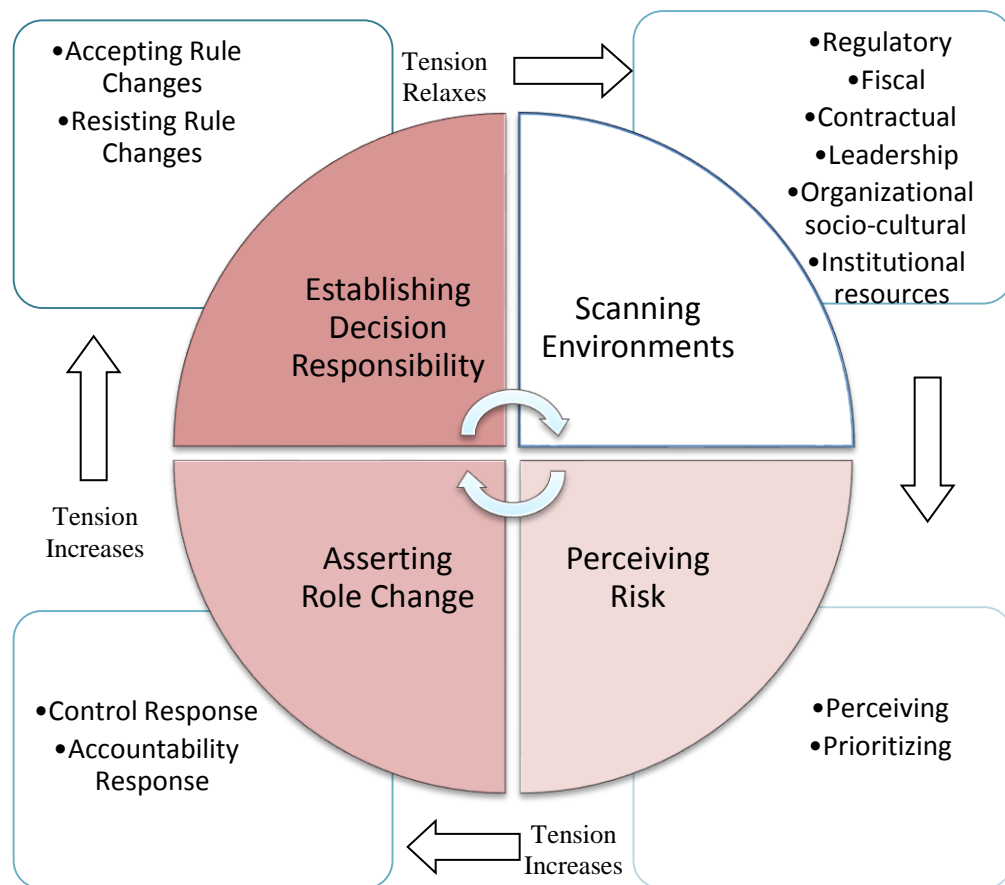 •Accepting Rule
Changes
•Resisting Rule
Changes
Tension
Relaxes
•Regulatory
•Fiscal
•Contractual
•Leadership
•Organizational
socio-cultural
•Institutional
resources
Establishing
Decision
Responsibility
Scanning
Environments
Tension
Increases
Asserting
Role Change
Perceiving
Risk
•Control Response
•Accountability
Response
•Perceiving
•Prioritizing
Tension
Increases